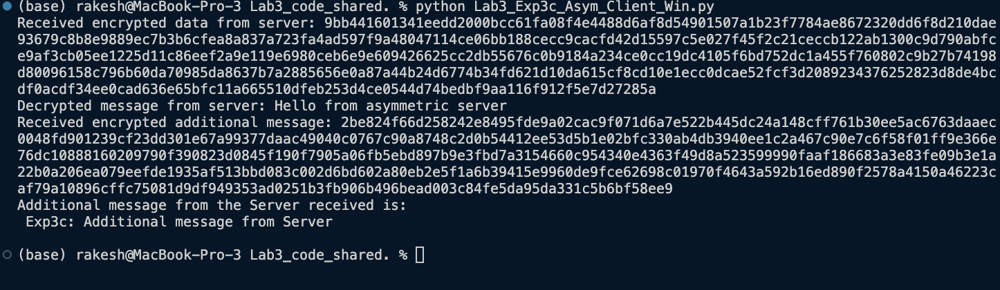 (base) rakesh@MacBook-Pro-3 Lab3_code_shared. % python Lab3_Exp3c_Asym_Client_Win.py
Received encrypted data from server: 9bb441601341eedd2000bcc61fa08f4e4488d6af8d54901507a1b23f7784ae8672320dd6f8d210dae
93679c8b8e9889ec7b3b6cfea8a837a723fa4ad597f9a48047114ce06bb188cecc9cacfd42d15597c5e027f45f2c21ceccb122ab1300c9d790abfc
e9af3cb05ee1225d11c86eef2a9e119e6980ceb6e9e609426625cc2db55676c0b9184a234ce0cc19dc4105f6bd752dc1a455f760802c9b27b74198
d80096158c796b60da70985da8637b7a2885656e0a87a44b24d6774b34fd621d10da615cf8cd10e1ecc0dcae52fcf3d2089234376252823d8de4bc
df0acdf34ee0cad636e65bfc11a665510dfeb253d4ce0544d74bedbf9aa116f912f5e7d27285a
Decrypted message from server: Hello from asymmetric server
Received encrypted additional message: 2be824f66d258242e8495fde9a02cac9f071d6a7e522b445dc24a148cff761b30ee5ac6763daaec
0048fd901239cf23dd301e67a99377daac49040c0767c90a8748c2d0b54412ee53d5b1e02bfc330ab4db3940ee1c2a467c90e7c6f58f01ff9e366e
76dc10888160209790f390823d0845f190f7905a06fb5ebd897b9e3fbd7a3154660c954340e4363f49d8a523599990faaf186683a3e83fe09b3e1a
22b0a206ea079eefde1935af513bbd083c002d6bd602a80eb2e5f1a6b39415e9960de9fce62698c01970f4643a592b16ed890f2578a4150a46223c
af79a10896cffc75081d9df949353ad0251b3fb906b496bead003c84fe5da95da331c5b6bf58ee9
Additional message from the Server received is:
Exp3c: Additional message from Server
(base) rakesh@MacBook-Pro-3 Lab3_code_shared. %